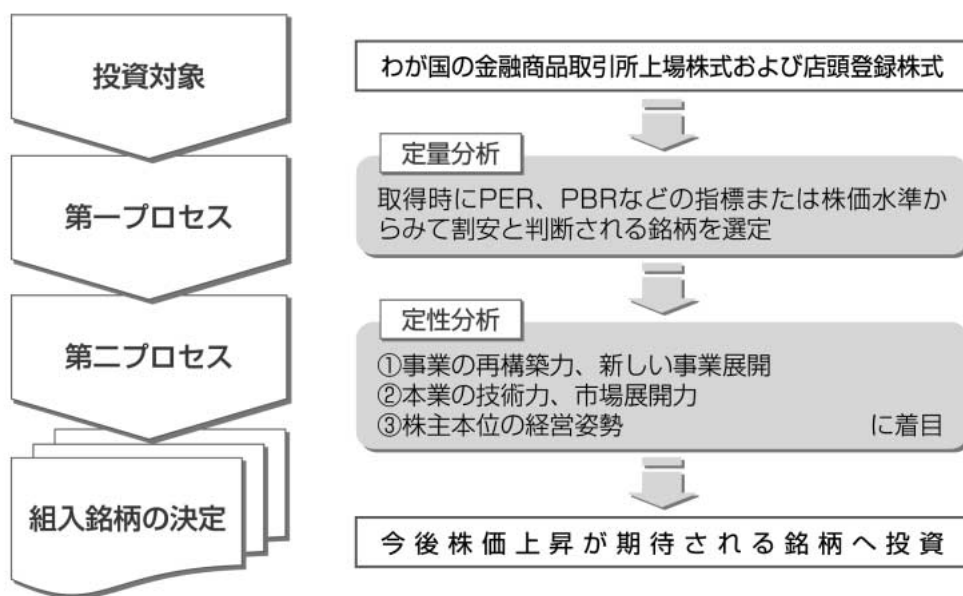 投資対象
わが国の金融商品取引所上場株式および店頭登録株式
第一プロセス
定量分析
取得時にPER、PBRなどの指標または株価水準か
らみて割安と判断される銘柄を選定
第二プロセス
定性分析
①事業の再構築力、新しい事業展開
②本業の技術力、市場展開力
③株主本位の経営姿勢 に着目
組入銘柄の決定
今後株価上昇が期待される銘柄へ投資